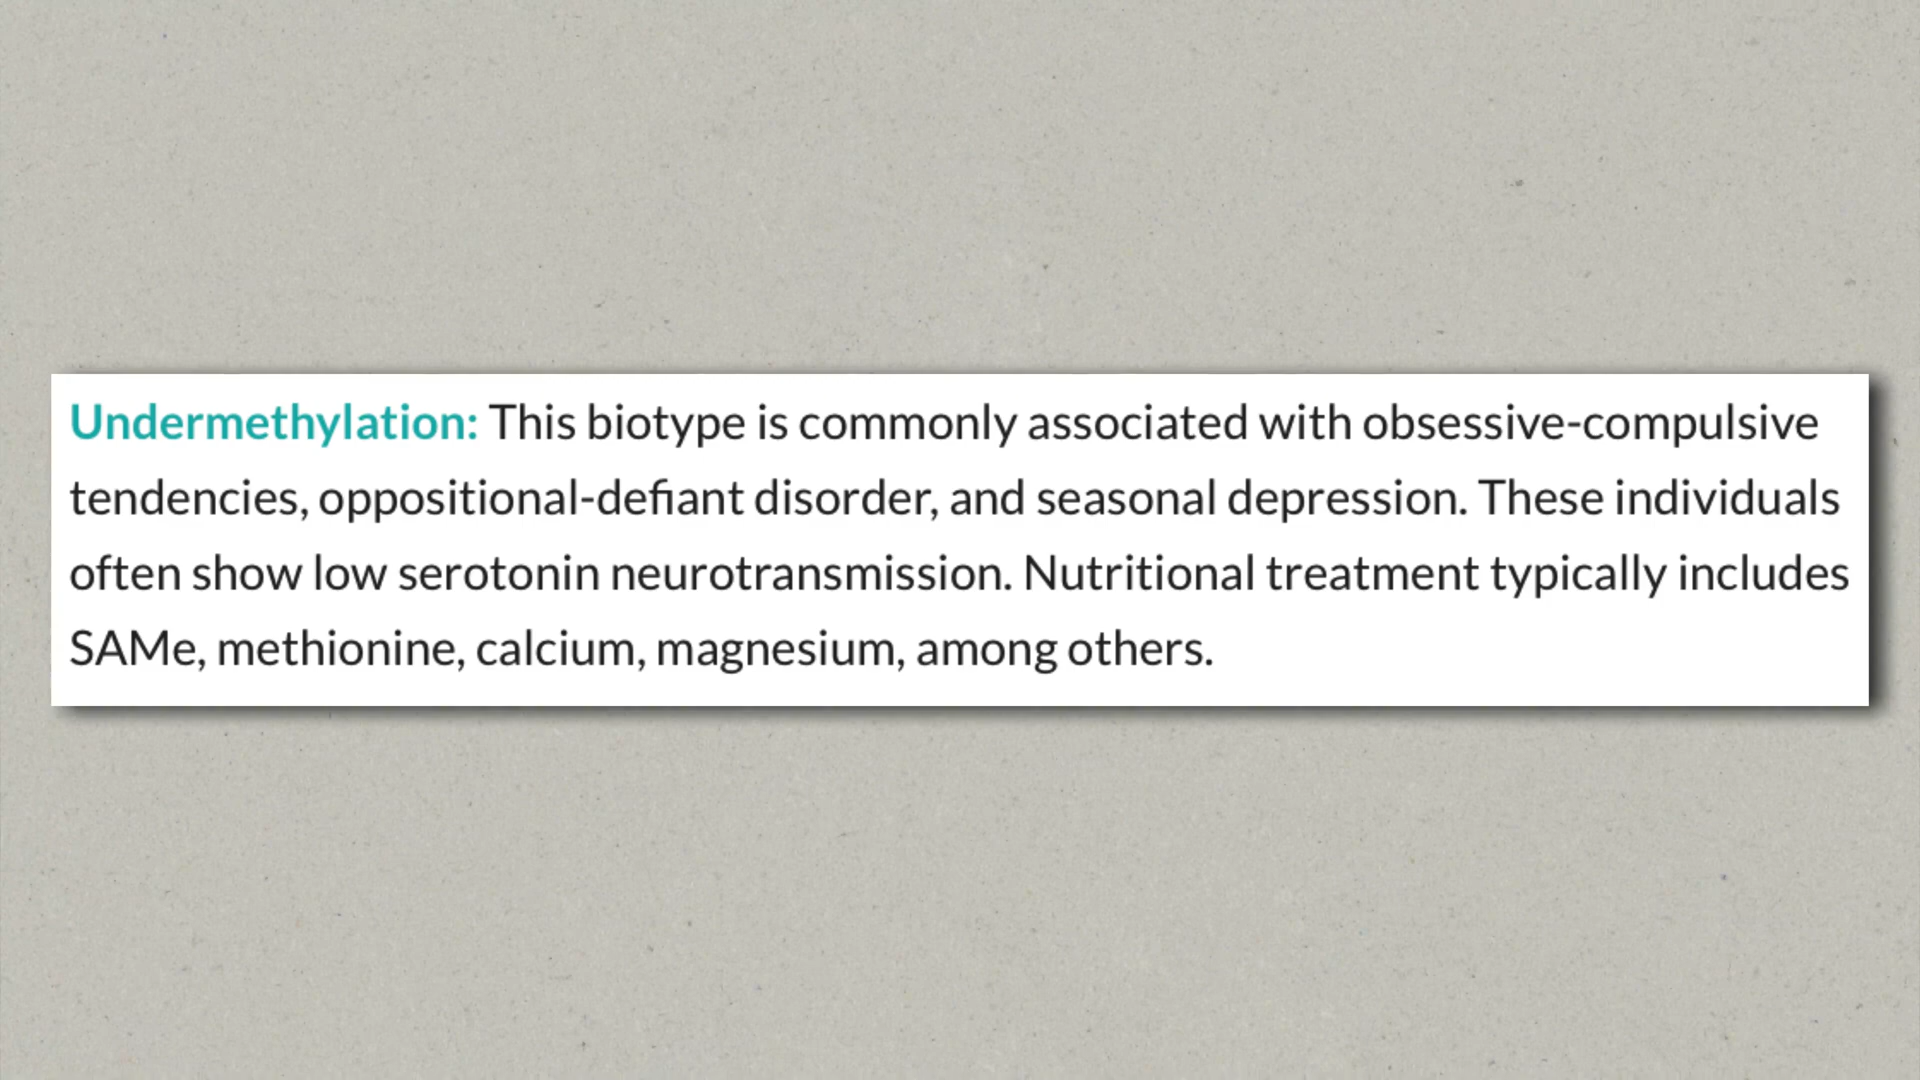 Undermethylation: This biotype is commonly associated with obsessive-compulsive
tendencies, oppositional-defiant disorder, and seasonal depression. These individuals
often show low serotonin neurotransmission. Nutritional treatment typically includes
SAMe, methionine, calcium, magnesium, among others.